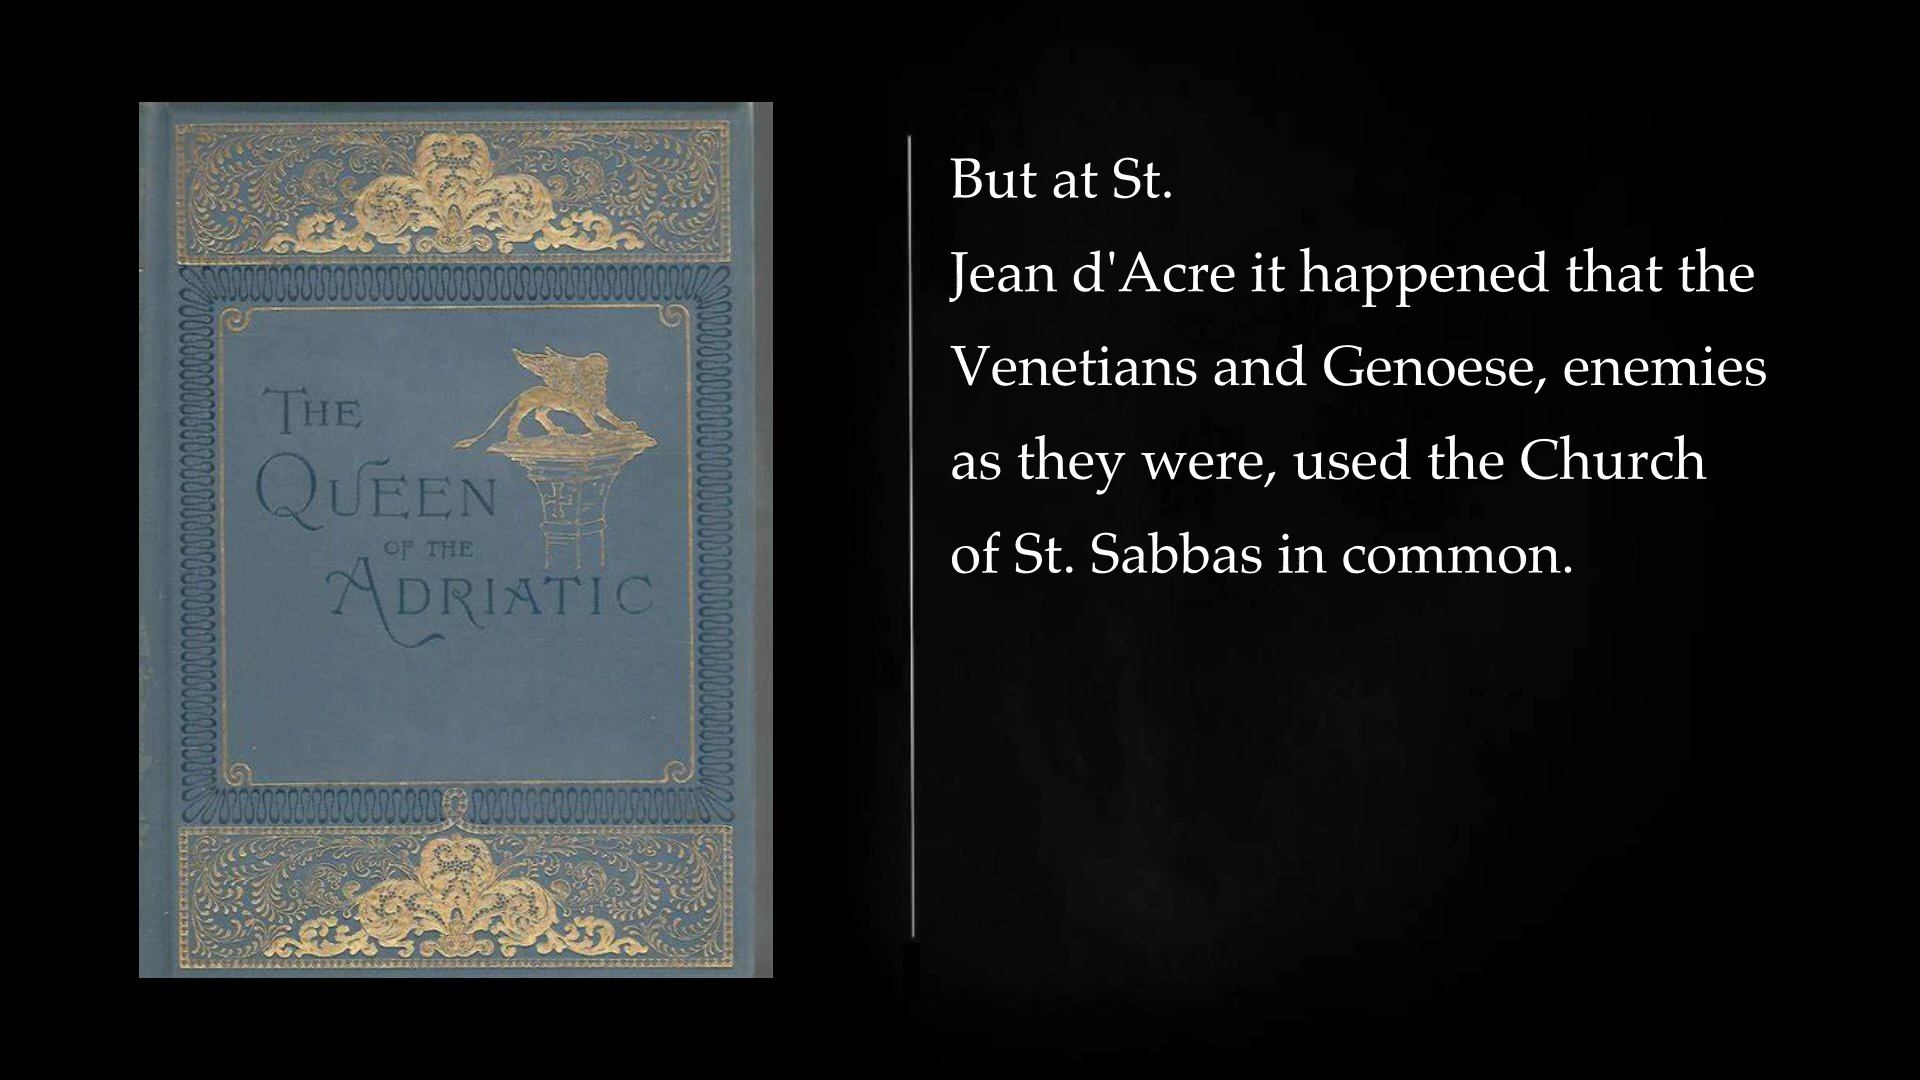 THE
QUEEN
OF THE
ADRIATIC
But at St.
Jean d'Acre it happened that the
Venetians and Genoese, enemies
as they were, used the Church
of St. Sabbas in common.